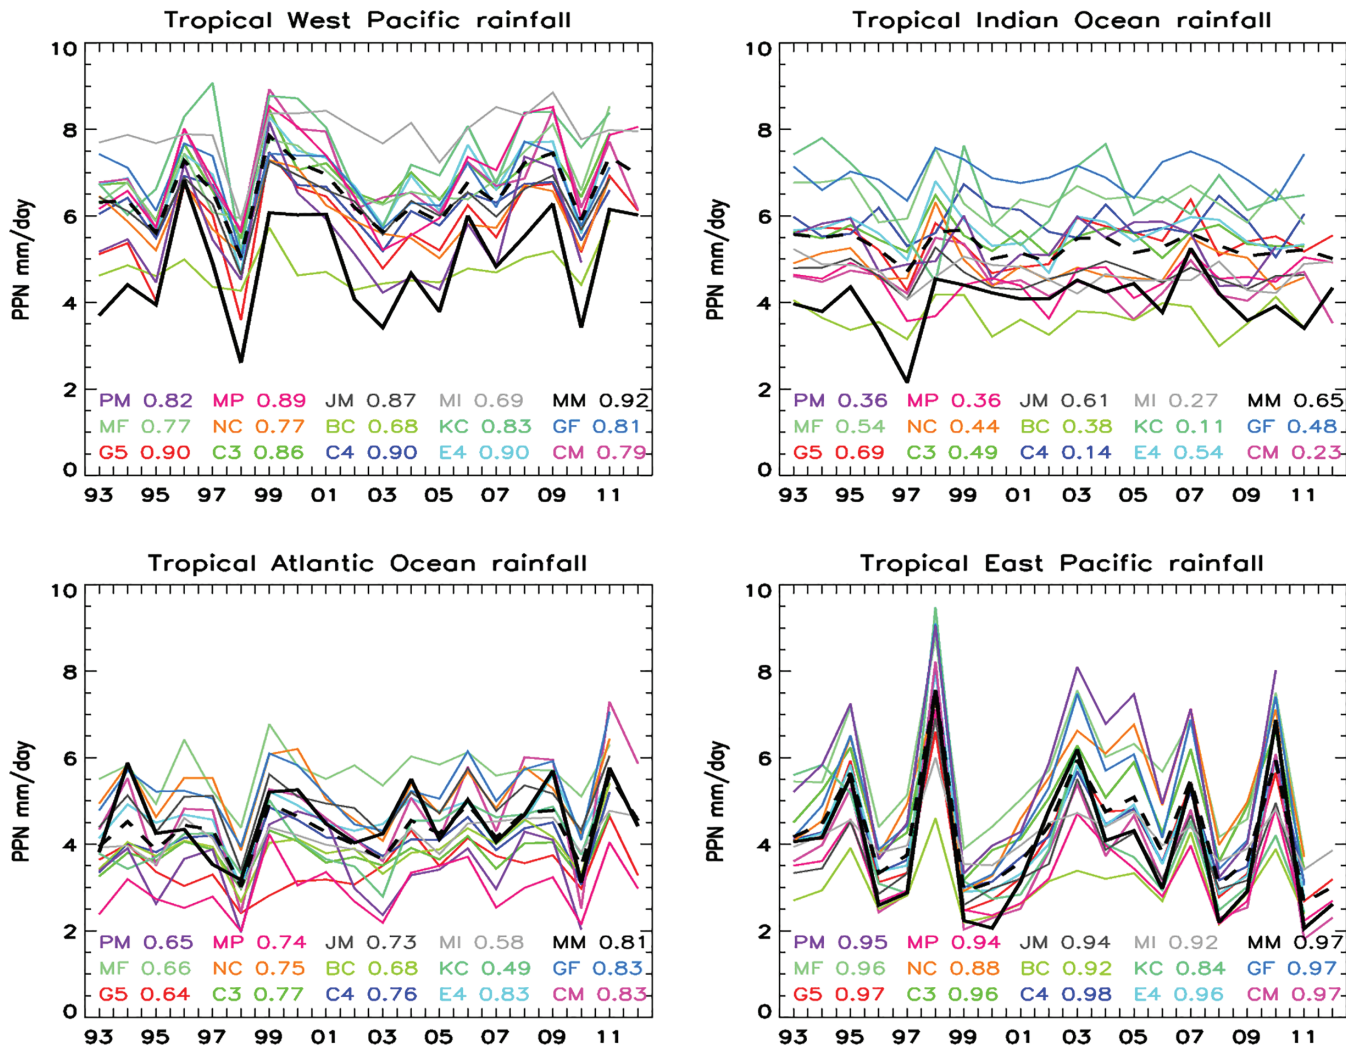 Tropical West Pacific rainfall
10
8
6
4
2
0
PPN mm/day
PM 0.82 MP 0.89 JM 0.87 MI 0.69 MM 0.92
MF 0.77 NC 0.77 BC 0.68 KC 0.83 GF 0.81
G5 0.90 C3 0.86 C4 0.90 E4 0.90 CM 0.79
93 95 97 99 01 03 05 07 09 11
Tropical Indian Ocean rainfall
10
8
6
4
2
0
PPN mm/day
PM 0.36 MP 0.36 JM 0.61 MI 0.27 MM 0.65
MF 0.54 NC 0.44 BC 0.38 KC 0.11 GF 0.48
G5 0.69 C3 0.49 C4 0.14 E4 0.54 CM 0.23
93 95 97 99 01 03 05 07 09 11
Tropical Atlantic Ocean rainfall
10
8
6
4
2
0
PPN mm/day
PM 0.65 MP 0.74 JM 0.73 MI 0.58 MM 0.81
MF 0.66 NC 0.75 BC 0.68 KC 0.49 GF 0.83
G5 0.64 C3 0.77 C4 0.76 E4 0.83 CM 0.83
93 95 97 99 01 03 05 07 09 11
Tropical East Pacific rainfall
10
8
6
4
2
0
PPN mm/day
PM 0.95 MP 0.94 JM 0.94 MI 0.92 MM 0.97
MF 0.96 NC 0.88 BC 0.92 KC 0.84 GF 0.97
G5 0.97 C3 0.96 C4 0.98 E4 0.96 CM 0.97
93 95 97 99 01 03 05 07 09 11